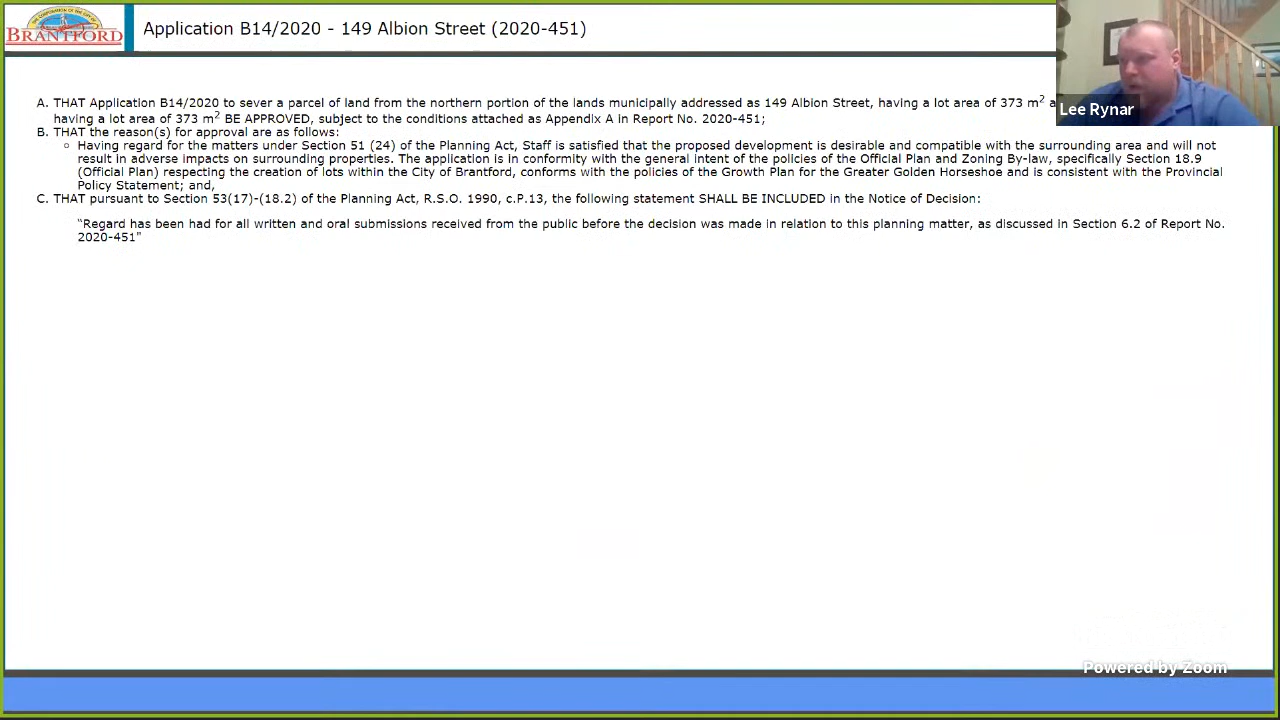 THE CORPORATION OF THE CITY OF
BRANTFORD
Application B14/2020 - 149 Albion Street (2020-451)
Lee Rynar
A. THAT Application B14/2020 to sever a parcel of land from the northern portion of the lands municipally addressed as 149 Albion Street, having a lot area of 373 m2 a
having a lot area of 373 m2 BE APPROVED, subject to the conditions attached as Appendix A in Report No. 2020-451;
B. THAT the reason(s) for approval are as follows:
Having regard for the matters under Section 51 (24) of the Planning Act, Staff is satisfied that the proposed development is desirable and compatible with the surrounding area and will not
result in adverse impacts on surrounding properties. The application is in conformity with the general intent of the policies of the Official Plan and Zoning By-law, specifically Section 18.9
(Official Plan) respecting the creation of lots within the City of Brantford, conforms with the policies of the Growth Plan for the Greater Golden Horseshoe and is consistent with the Provincial
Policy Statement; and,
C. THAT pursuant to Section 53(17)-(18.2) of the Planning Act, R.S.O. 1990, c.P.13, the following statement SHALL BE INCLUDED in the Notice of Decision:
"Regard has been had for all written and oral submissions received from the public before the decision was made in relation to this planning matter, as discussed in Section 6.2 of Report No.
2020-451"
Powered by Zoom